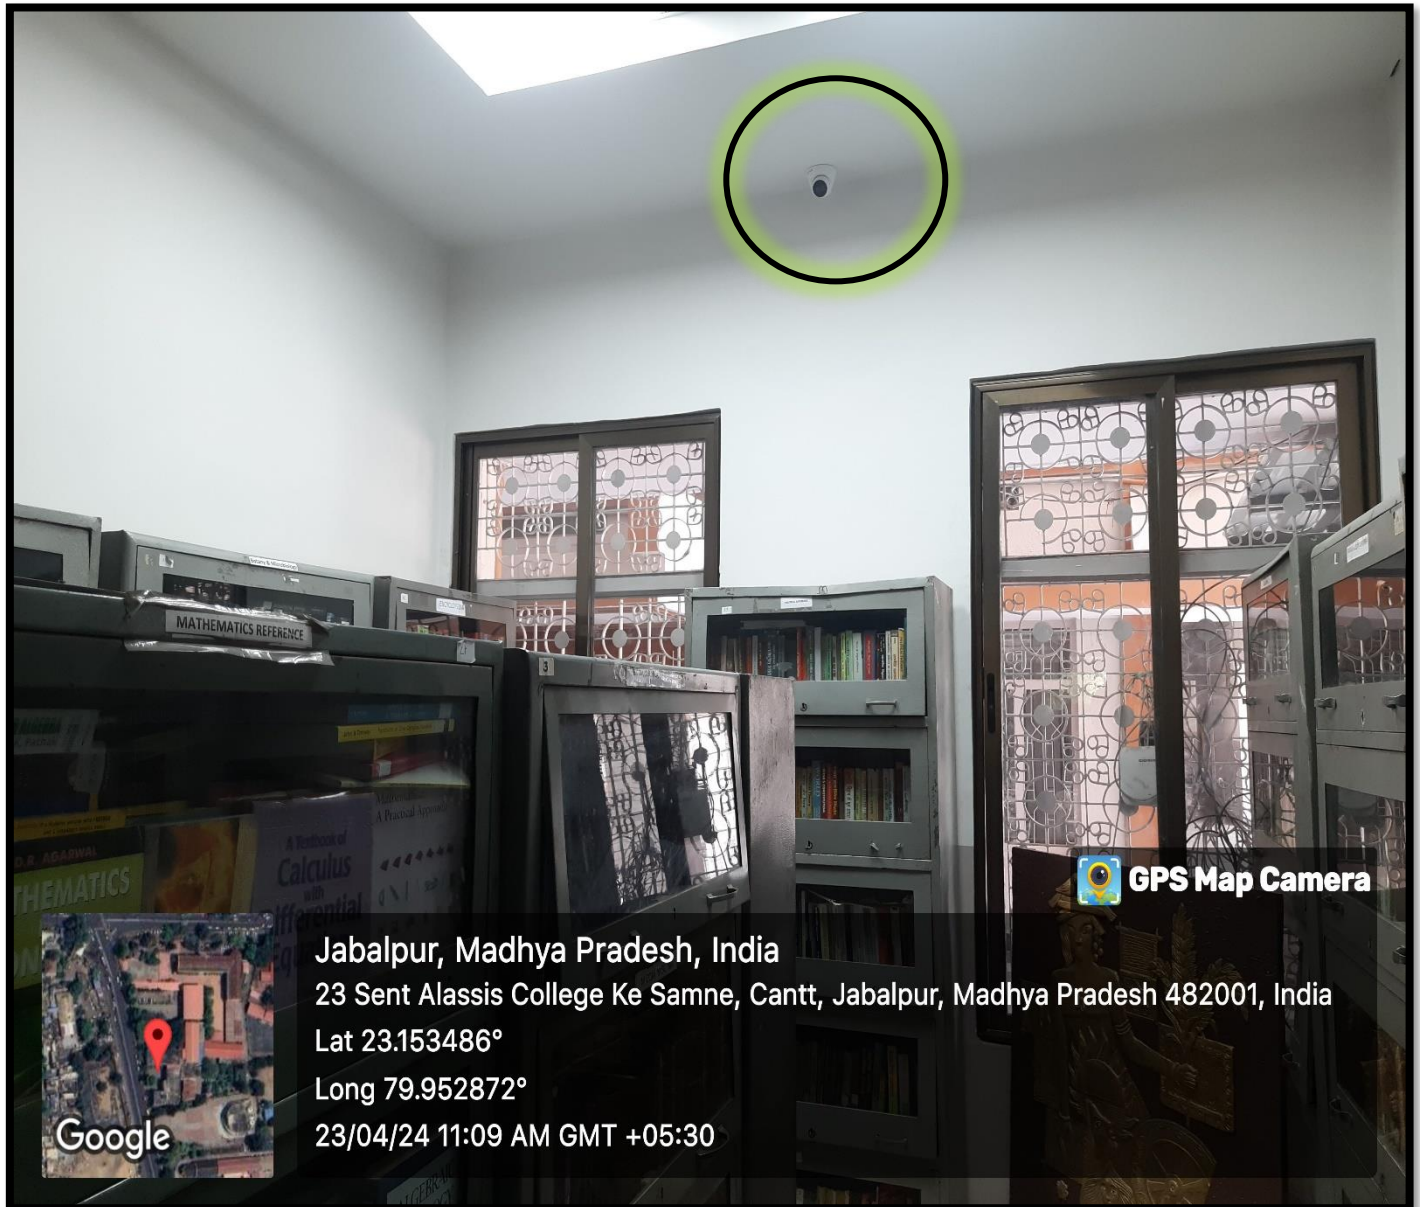 MATHEMATICS REFERENCE
3
D.R. AGARWAL
THEMATICS
A Textbook of
Calculus
with
Differential
A Practical Approach
GPS Map Camera
Jabalpur, Madhya Pradesh, India
23 Sent Alassis College Ke Samne, Cantt, Jabalpur, Madhya Pradesh 482001, India
Lat 23.153486°
Long 79.952872°
23/04/24 11:09 AM GMT +05:30
Google